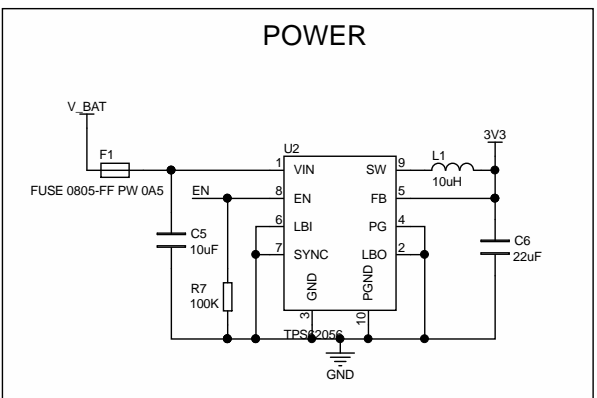 POWER
V_BAT
F1
FUSE 0805-FF PW 0A5
EN
C5
10uF
R7
100K
U2
1 VIN SW 9
8 EN FB 5
6 LBI PG 4
7 SYNC LBO 2
GND PGND
3 10
TPS62056
L1
10uH
3V3
C6
22uF
GND